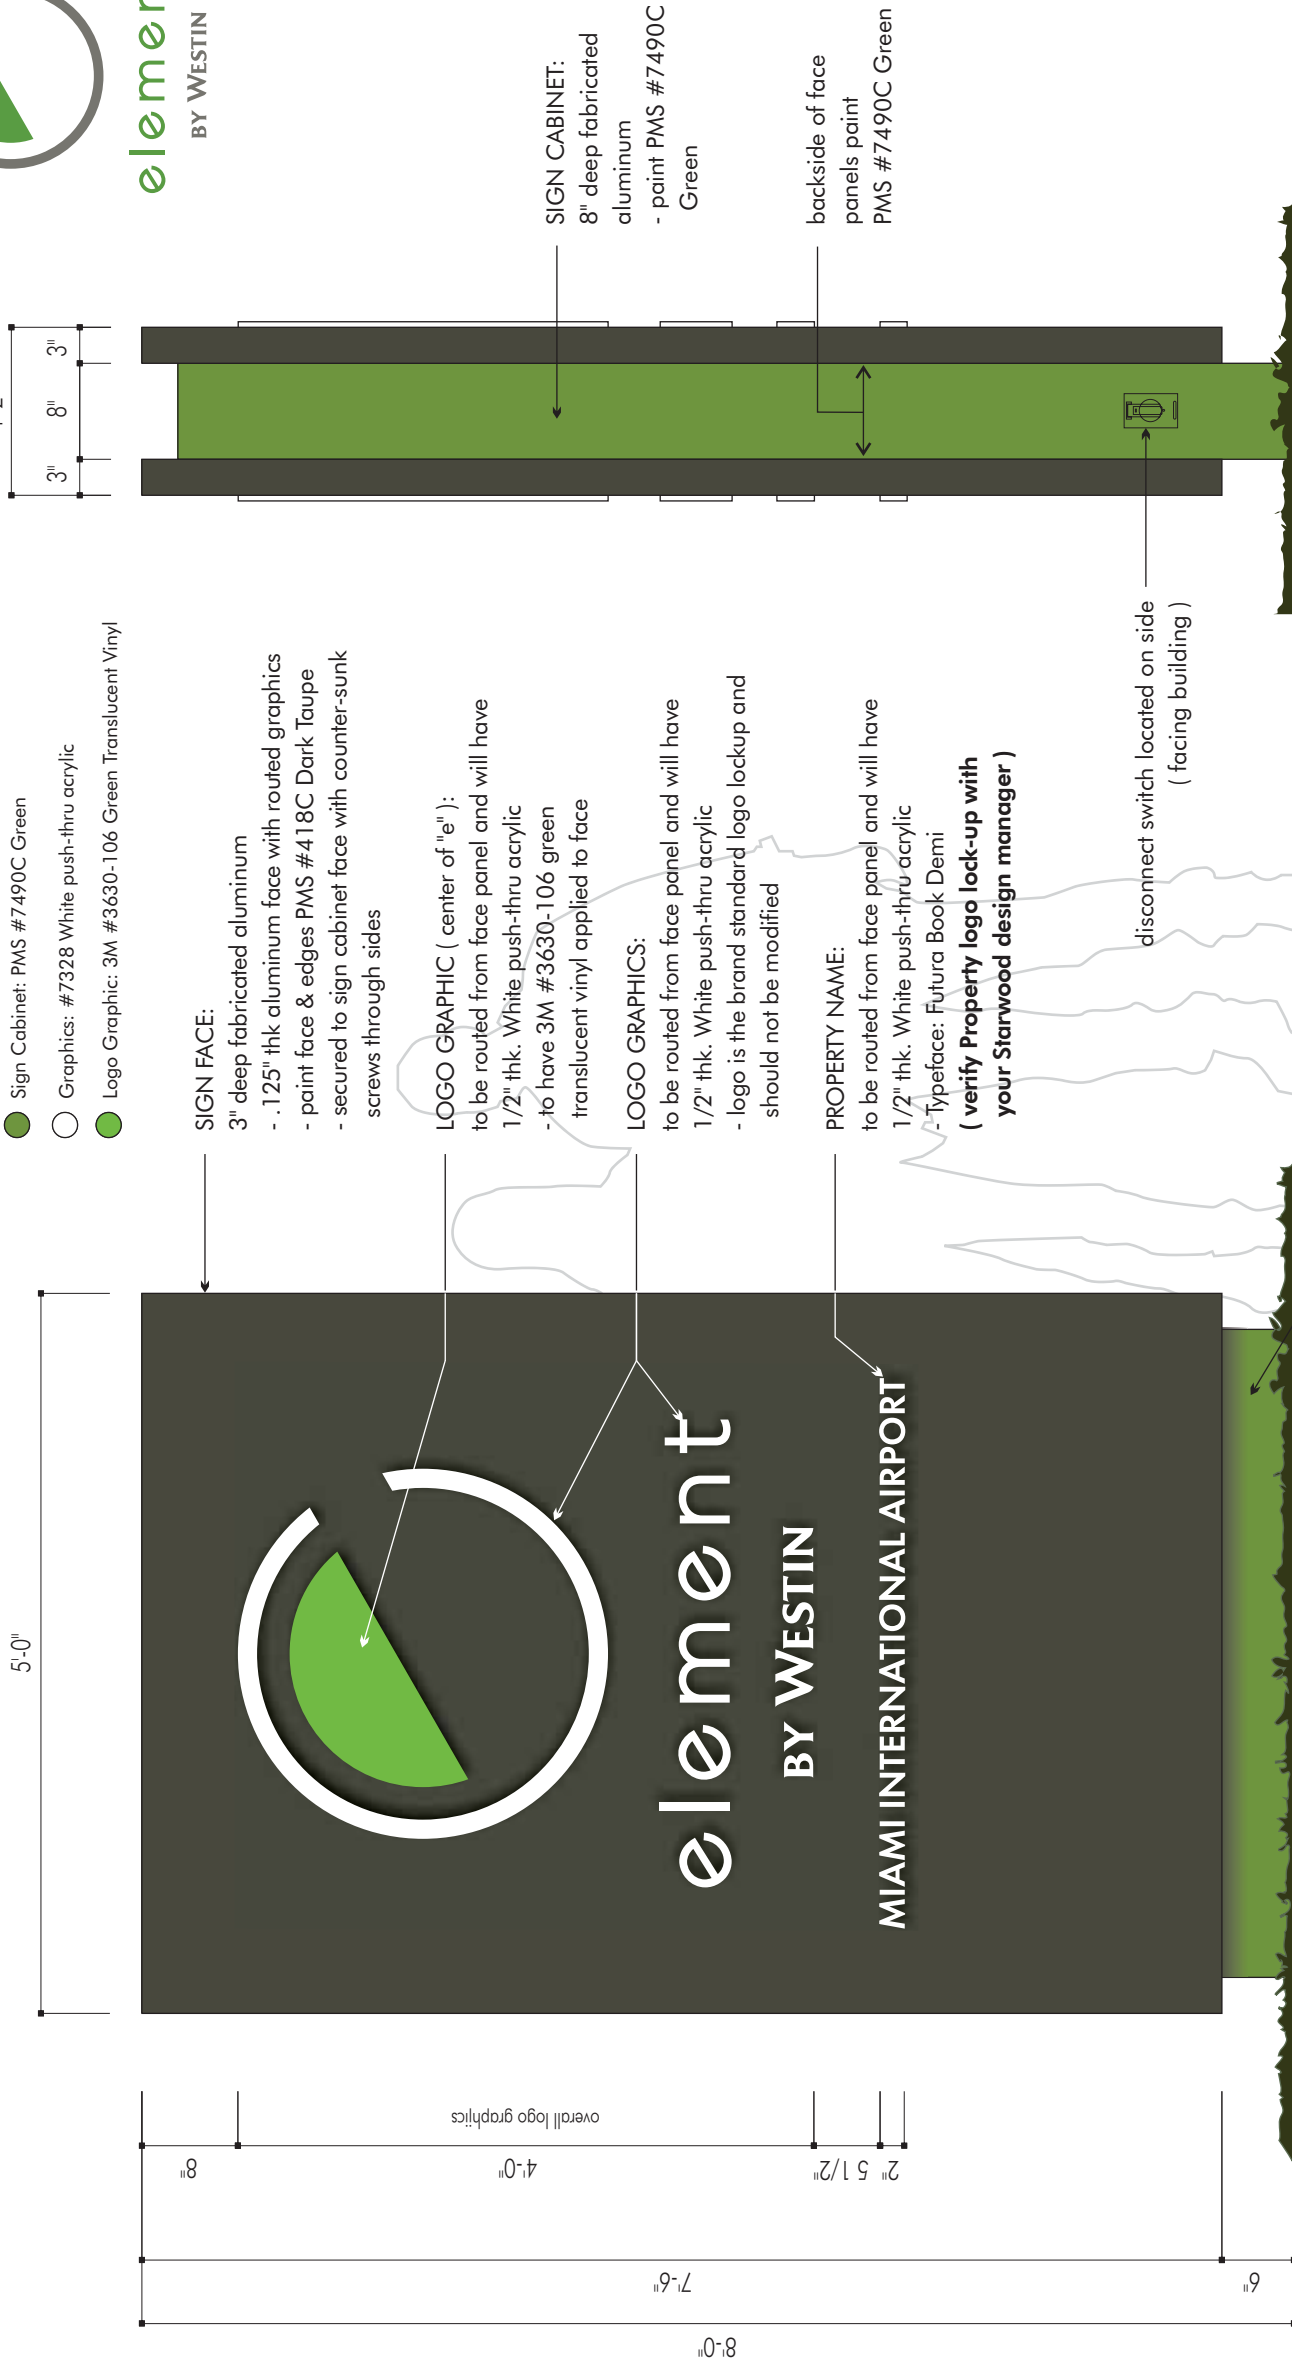 Sign Cabinet: PMS #7490C Green
Graphics: #7328 White push-thru acrylic
Logo Graphic: 3M #3630-106 Green Translucent Vinyl
BY WESTIN
5'-0"
3"
8"
3"
SIGN FACE:
3" deep fabricated aluminum
- .125" thk aluminum face with routed graphics
- paint face & edges PMS #418C Dark Taupe
- secured to sign cabinet face with counter-sunk
screws through sides
LOGO GRAPHIC ( center of "e" ):
to be routed from face panel and will have
1/2" thk. White push-thru acrylic
- to have 3M #3630-106 green
translucent vinyl applied to face
LOGO GRAPHICS:
to be routed from face panel and will have
1/2" thk. White push-thru acrylic
- logo is the brand standard logo lockup and
should not be modified
PROPERTY NAME:
to be routed from face panel and will have
1/2" thk. White push-thru acrylic
- Typeface: Futura Book Demi
( verify Property logo lock-up with
your Starwood design manager )
SIGN CABINET:
8" deep fabricated
aluminum
- paint PMS #7490C
Green
backside of face
panels paint
PMS #7490C Green
disconnect switch located on side
( facing building )
element
BY WESTIN
MIAMI INTERNATIONAL AIRPORT
8"
overall logo graphics
4'-0"
5 1/2"
2"
7'-6"
6"
8'-0"